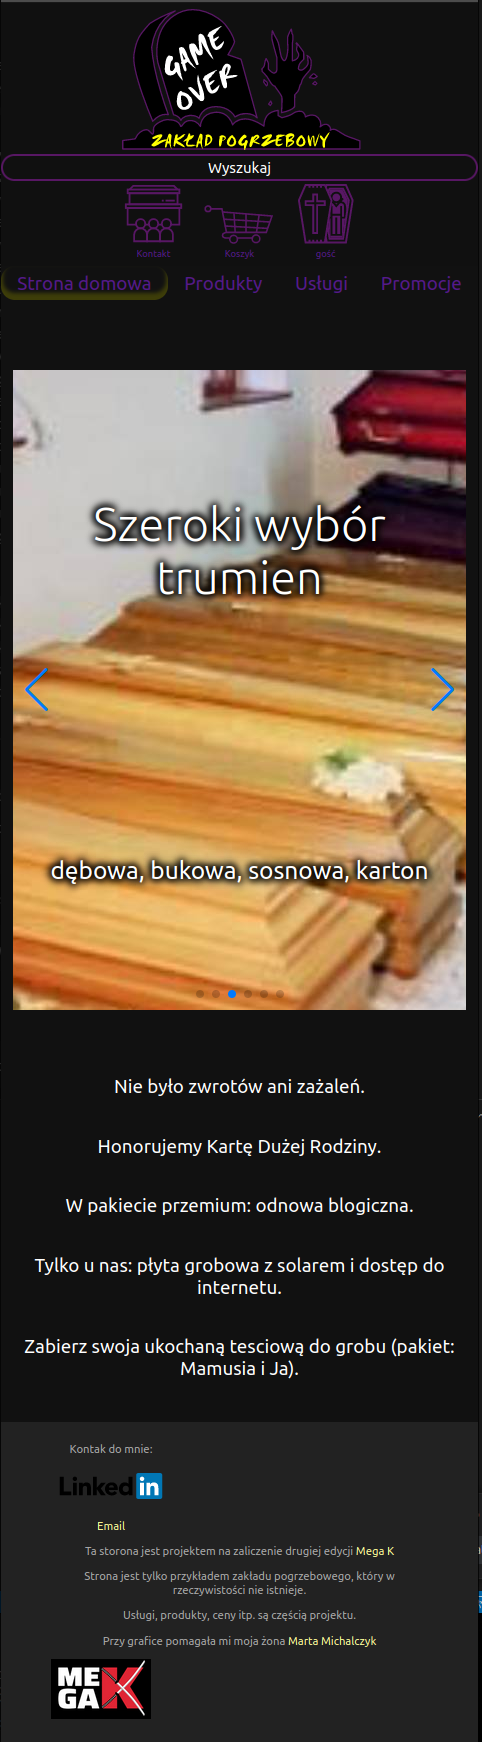 GAME
OVER
ZAKŁAD POGRZEBOWY
Wyszukaj
Kontakt
Koszyk
gość
Strona domowa
Produkty
Usługi
Promocje
Szeroki wybór
trumien
dębowa, bukowa, sosnowa, karton
Nie było zwrotów ani zażaleń.
Honorujemy Kartę Dużej Rodziny.
W pakiecie przemium: odnowa blogiczna.
Tylko u nas: płyta grobowa z solarem i dostęp do
internetu.
Zabierz swoja ukochaną tesciową do grobu (pakiet:
Mamusia i Ja).
Kontak do mnie:
Linked in
Email
Ta storona jest projektem na zaliczenie drugiej edycji Mega K
Strona jest tylko przykładem zakładu pogrzebowego, który w
rzeczywistości nie istnieje.
Usługi, produkty, ceny itp. są częścią projektu.
Przy grafice pomagała mi moja żona Marta Michalczyk
ME
GA K